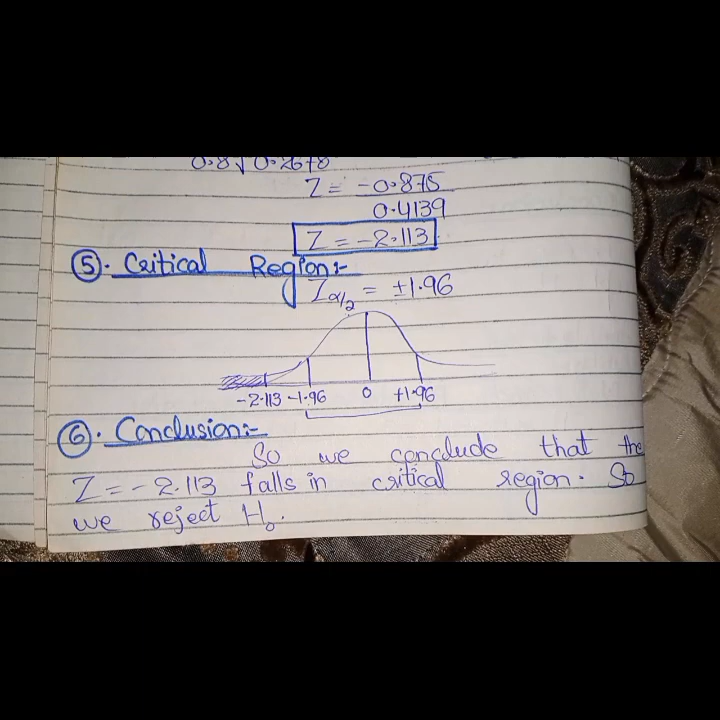 Z = -0.875
0.4139
Z = -2.113
⑤. Critical Region:-
Zα/2 = ±1.96
-2.113 -1.96 0 +1.96
⑥. Conclusion:-
So we conclude that the
Z = -2.113 falls in critical region. So
we reject H₀.